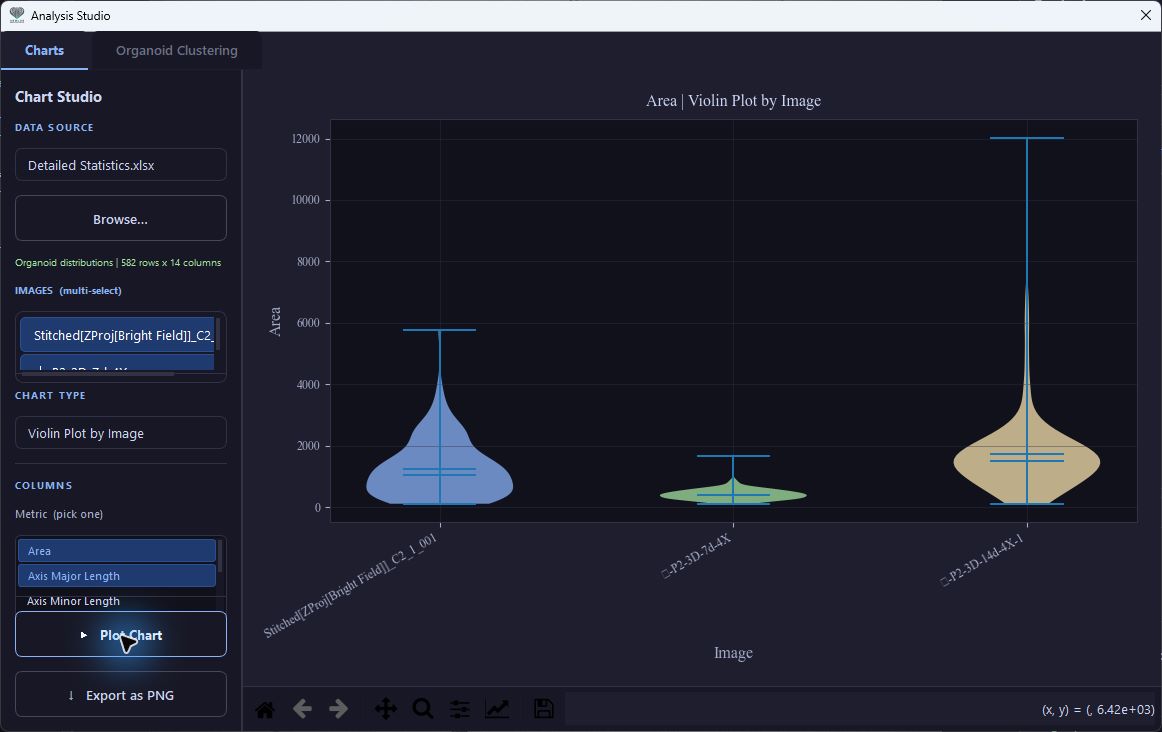 Analysis Studio
Charts
Organoid Clustering
Chart Studio
DATA SOURCE
Detailed Statistics.xlsx
Browse...
Organoid distributions | 582 rows x 14 columns
IMAGES (multi-select)
Stitched[ZProj[Bright Field]]_C2_
CHART TYPE
Violin Plot by Image
COLUMNS
Metric (pick one)
Area
Axis Major Length
Axis Minor Length
Plot Chart
↓ Export as PNG
Area | Violin Plot by Image
12000
10000
8000
6000
4000
2000
0
Area
Stitched[ZProj[Bright Field]]_C2_1_001
□-P2-3D-7d-4X
□-P2-3D-14d-4X-1
Image
(x, y) = (, 6.42e+03)